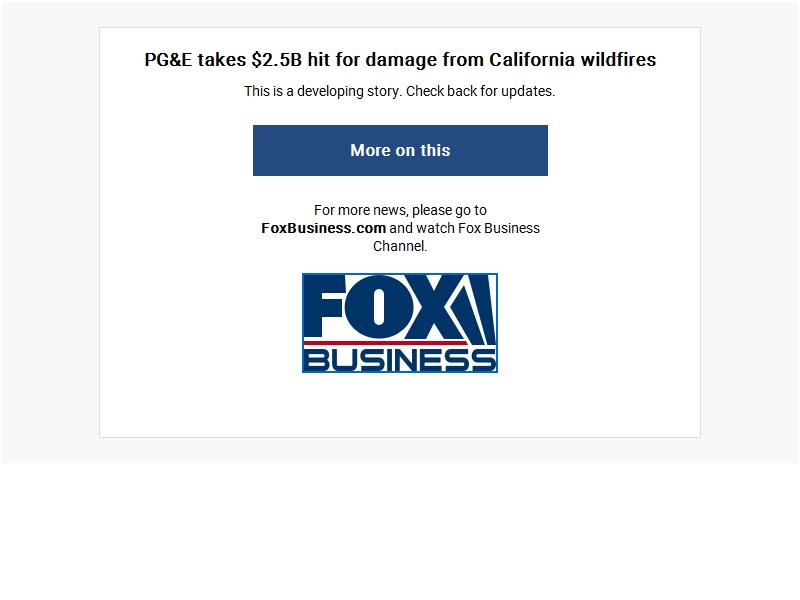 PG&E takes $2.5B hit for damage from California wildfires
This is a developing story. Check back for updates.
More on this
For more news, please go to
FoxBusiness.com and watch Fox Business
Channel.
FOX
BUSINESS